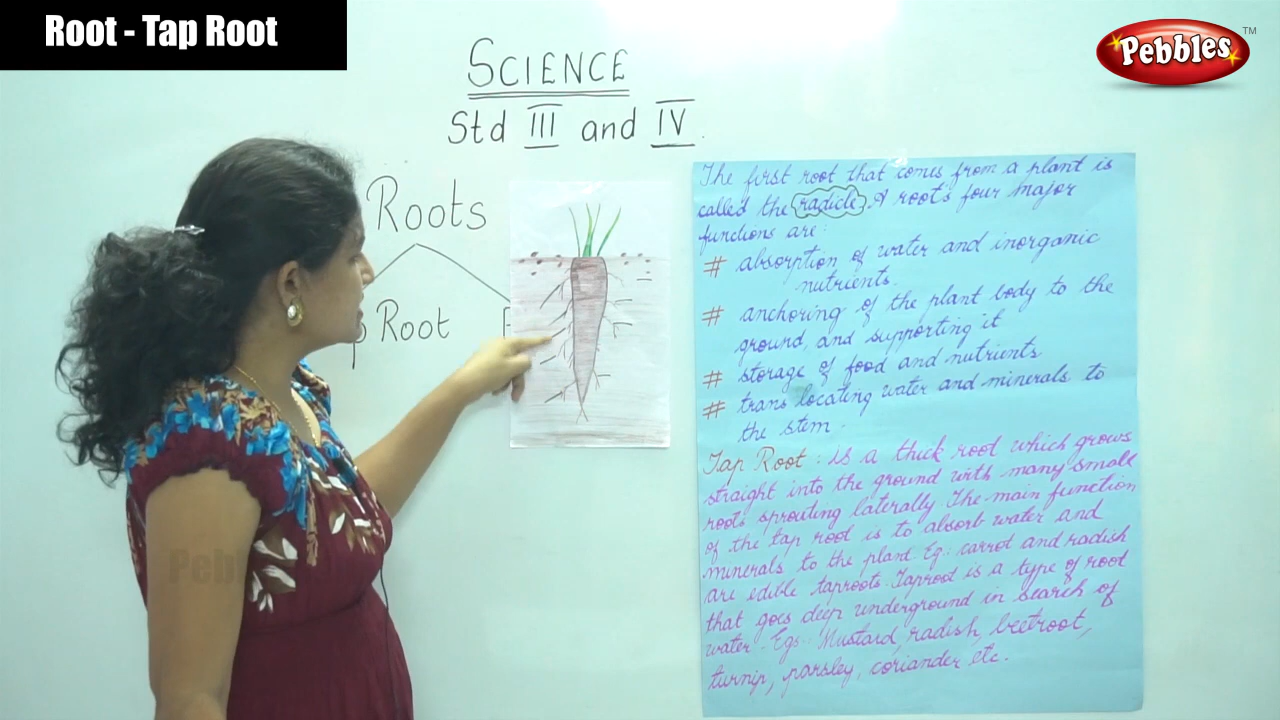 Root - Tap Root
Pebbles TM
SCIENCE
Std III and IV.
Roots
p Root
The first root that comes from a plant is
called the radicle. A root's four major
functions are:
# absorption of water and inorganic
nutrients.
# anchoring of the plant body to the
ground, and supporting it
# storage of food and nutrients
# trans locating water and minerals to
the stem.
Tap Root : is a thick root which grows
straight into the ground with many small
roots sprouting laterally. The main function
of the tap root is to absorb water and
minerals to the plant. Eg.: carrot and radish
are edible taproots. Taproot is a type of root
that goes deep underground in search of
water. Egs.: Mustard, radish, beetroot,
turnip, parsley, coriander etc.
Peb